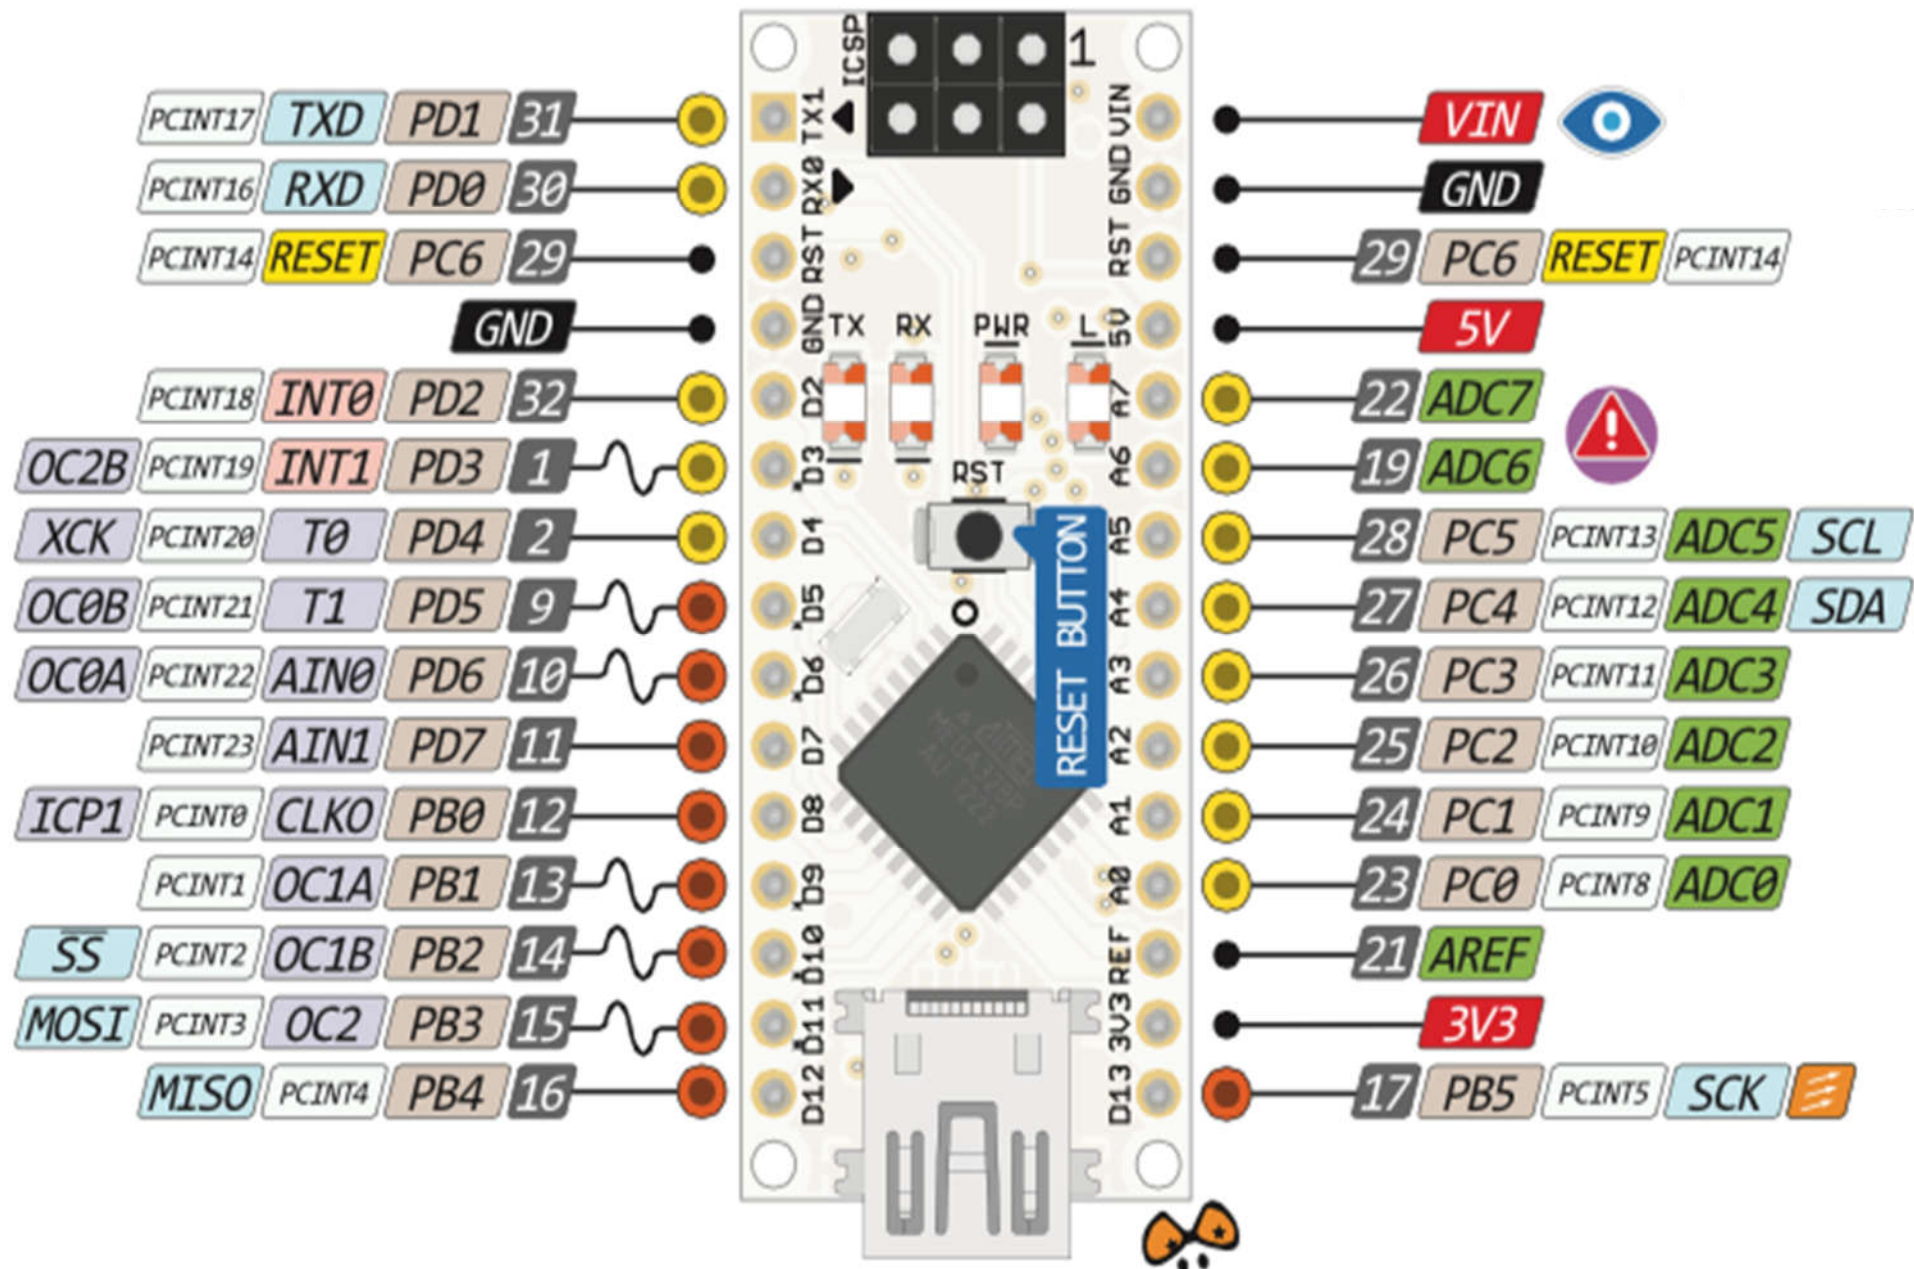 ICSP
1
PCINT17 TXD PD1 31
TX1
VIN
VIN
PCINT16 RXD PD0 30
RX0
GND
GND
PCINT14 RESET PC6 29
RST
RST
29 PC6 RESET PCINT14
GND
GND
5V
5V
TX RX PWR L
PCINT18 INT0 PD2 32
D2
A7
22 ADC7
OC2B PCINT19 INT1 PD3 1
D3
A6
19 ADC6
RST
XCK PCINT20 T0 PD4 2
D4
A5
28 PC5 PCINT13 ADC5 SCL
RESET BUTTON
OC0B PCINT21 T1 PD5 9
D5
A4
27 PC4 PCINT12 ADC4 SDA
OC0A PCINT22 AIN0 PD6 10
D6
A3
26 PC3 PCINT11 ADC3
PCINT23 AIN1 PD7 11
D7
A2
25 PC2 PCINT10 ADC2
ICP1 PCINT0 CLKO PB0 12
D8
A1
24 PC1 PCINT9 ADC1
PCINT1 OC1A PB1 13
D9
A0
23 PC0 PCINT8 ADC0
SS PCINT2 OC1B PB2 14
D10
REF
21 AREF
MOSI PCINT3 OC2 PB3 15
D11
3V3
3V3
MISO PCINT4 PB4 16
D12
D13
17 PB5 PCINT5 SCK